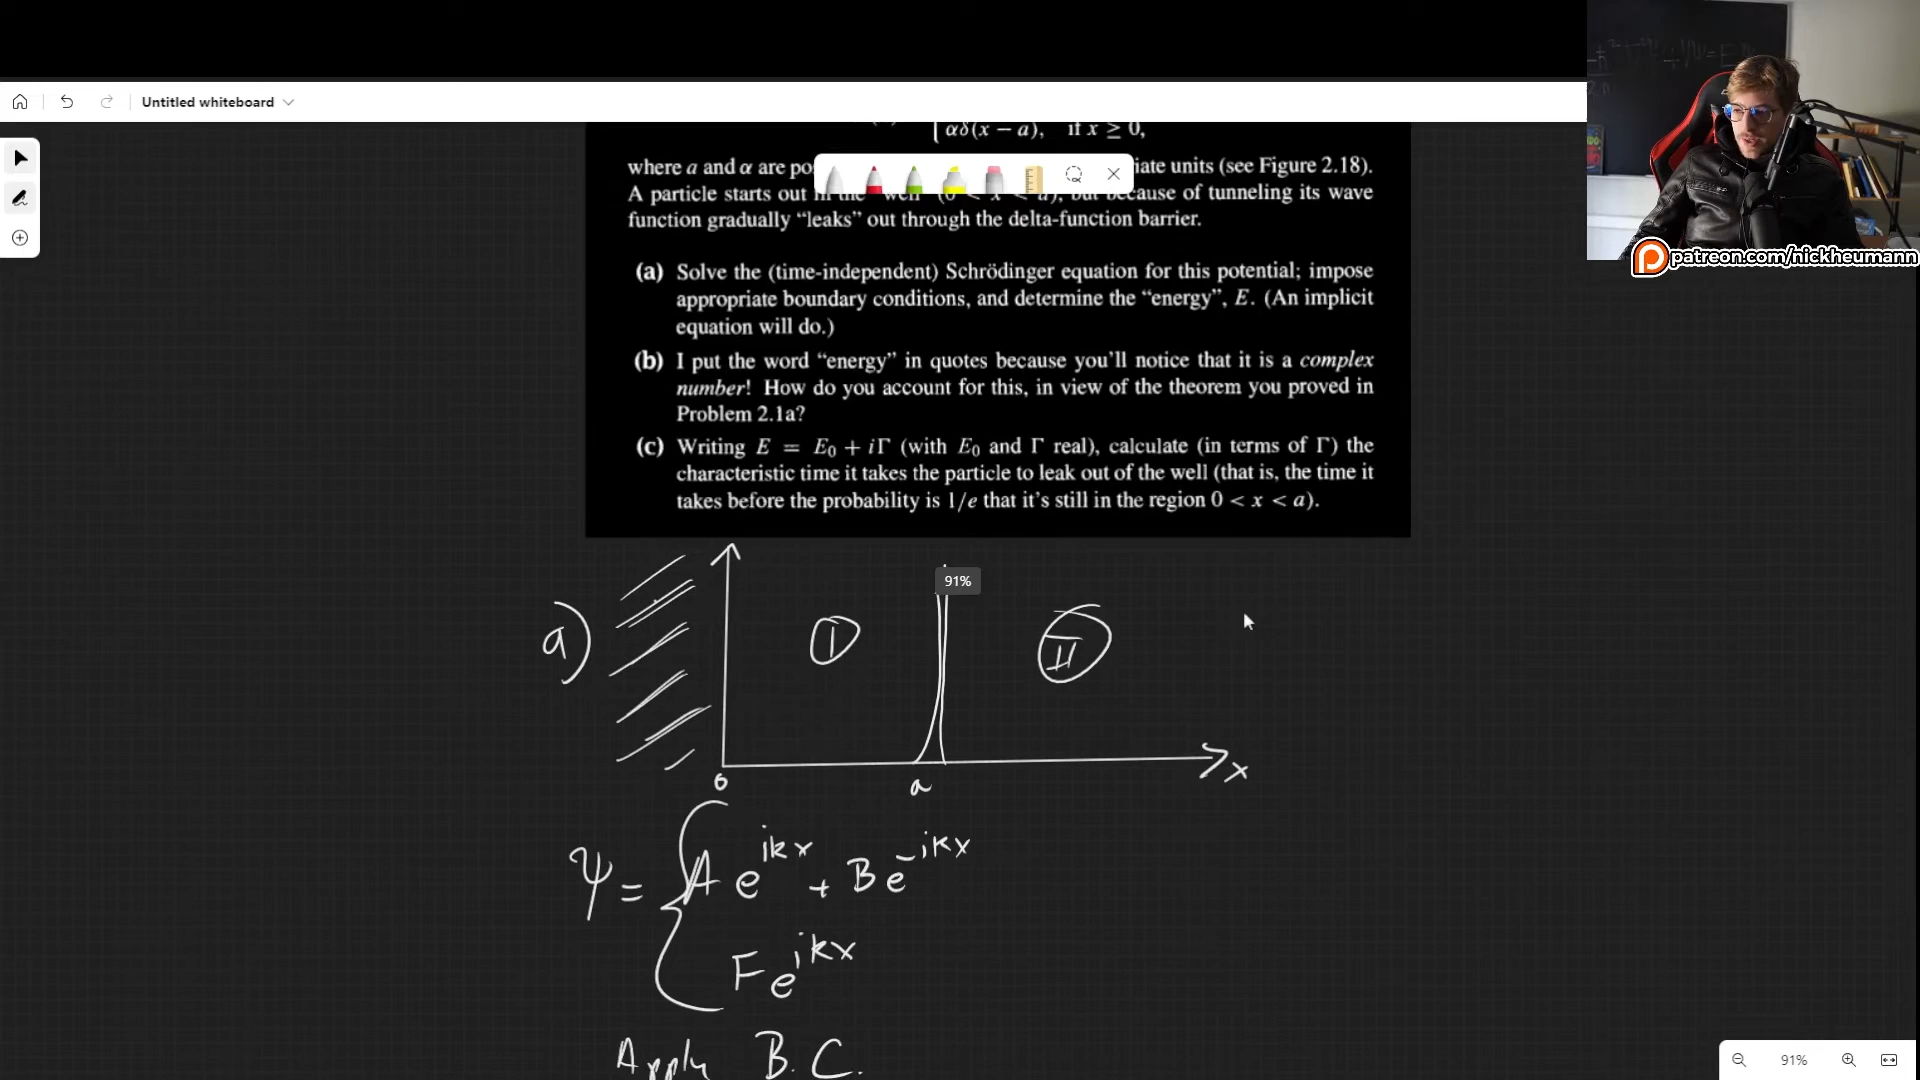 Untitled whiteboard
αδ(x − a), if x ≥ 0,
where a and α are po iate units (see Figure 2.18).
A particle starts out in the "well" (0 < x < a), but because of tunneling its wave
function gradually “leaks” out through the delta-function barrier.
(a) Solve the (time-independent) Schrödinger equation for this potential; impose
appropriate boundary conditions, and determine the “energy”, E. (An implicit
equation will do.)
(b) I put the word “energy” in quotes because you’ll notice that it is a complex
number! How do you account for this, in view of the theorem you proved in
Problem 2.1a?
(c) Writing E = E₀ + iΓ (with E₀ and Γ real), calculate (in terms of Γ) the
characteristic time it takes the particle to leak out of the well (that is, the time it
takes before the probability is 1/e that it’s still in the region 0 < x < a).
patreon.com/nickheumann
91%
a)
I
II
0
a
x
ψ = { A e^{ikx} + B e^{-ikx}
F e^{ikx}
Apply B.C.
91%